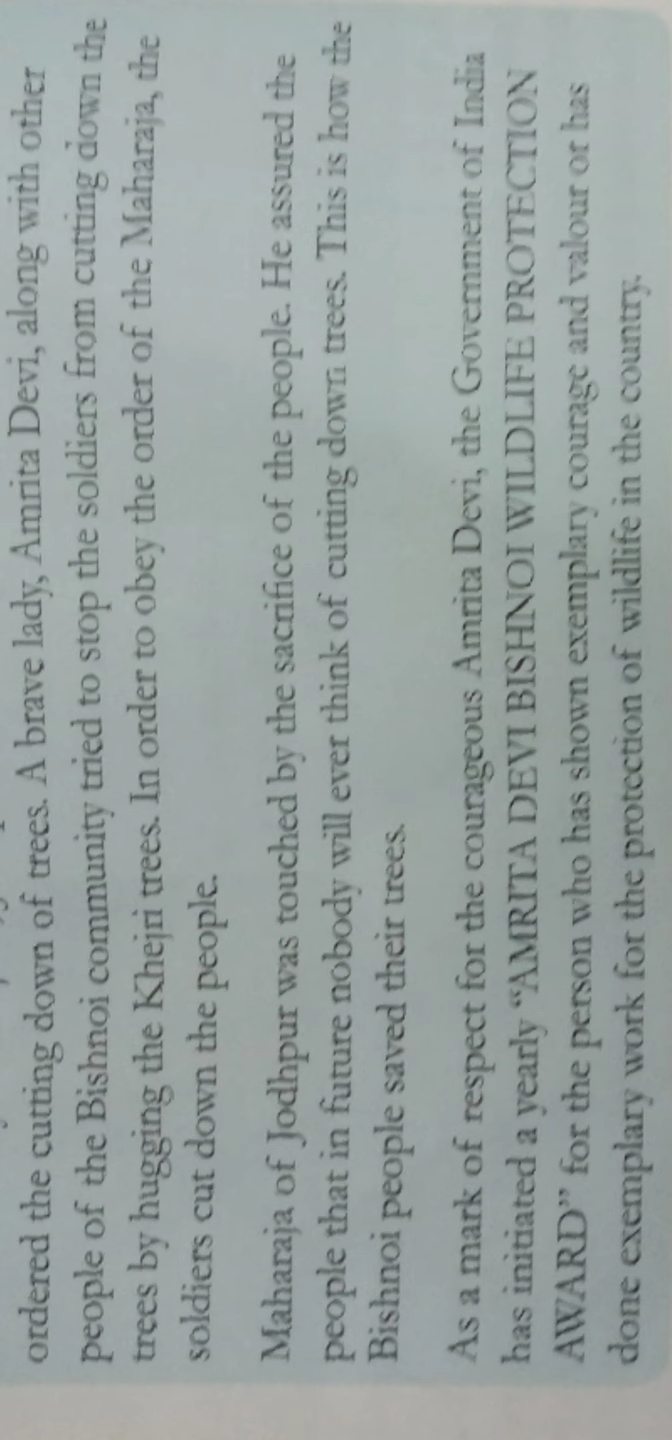 ordered the cutting down of trees. A brave lady, Amrita Devi, along with other
people of the Bishnoi community tried to stop the soldiers from cutting down the
trees by hugging the Khejri trees. In order to obey the order of the Maharaja, the
soldiers cut down the people.
Maharaja of Jodhpur was touched by the sacrifice of the people. He assured the
people that in future nobody will ever think of cutting down trees. This is how the
Bishnoi people saved their trees.
As a mark of respect for the courageous Amrita Devi, the Government of India
has initiated a yearly “AMRITA DEVI BISHNOI WILDLIFE PROTECTION
AWARD” for the person who has shown exemplary courage and valour or has
done exemplary work for the protection of wildlife in the country.